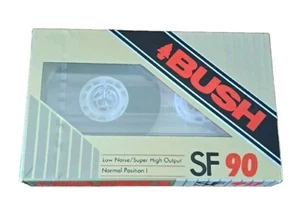 BUSH
Low Noise/Super High Output
Normal Position I
SF 90